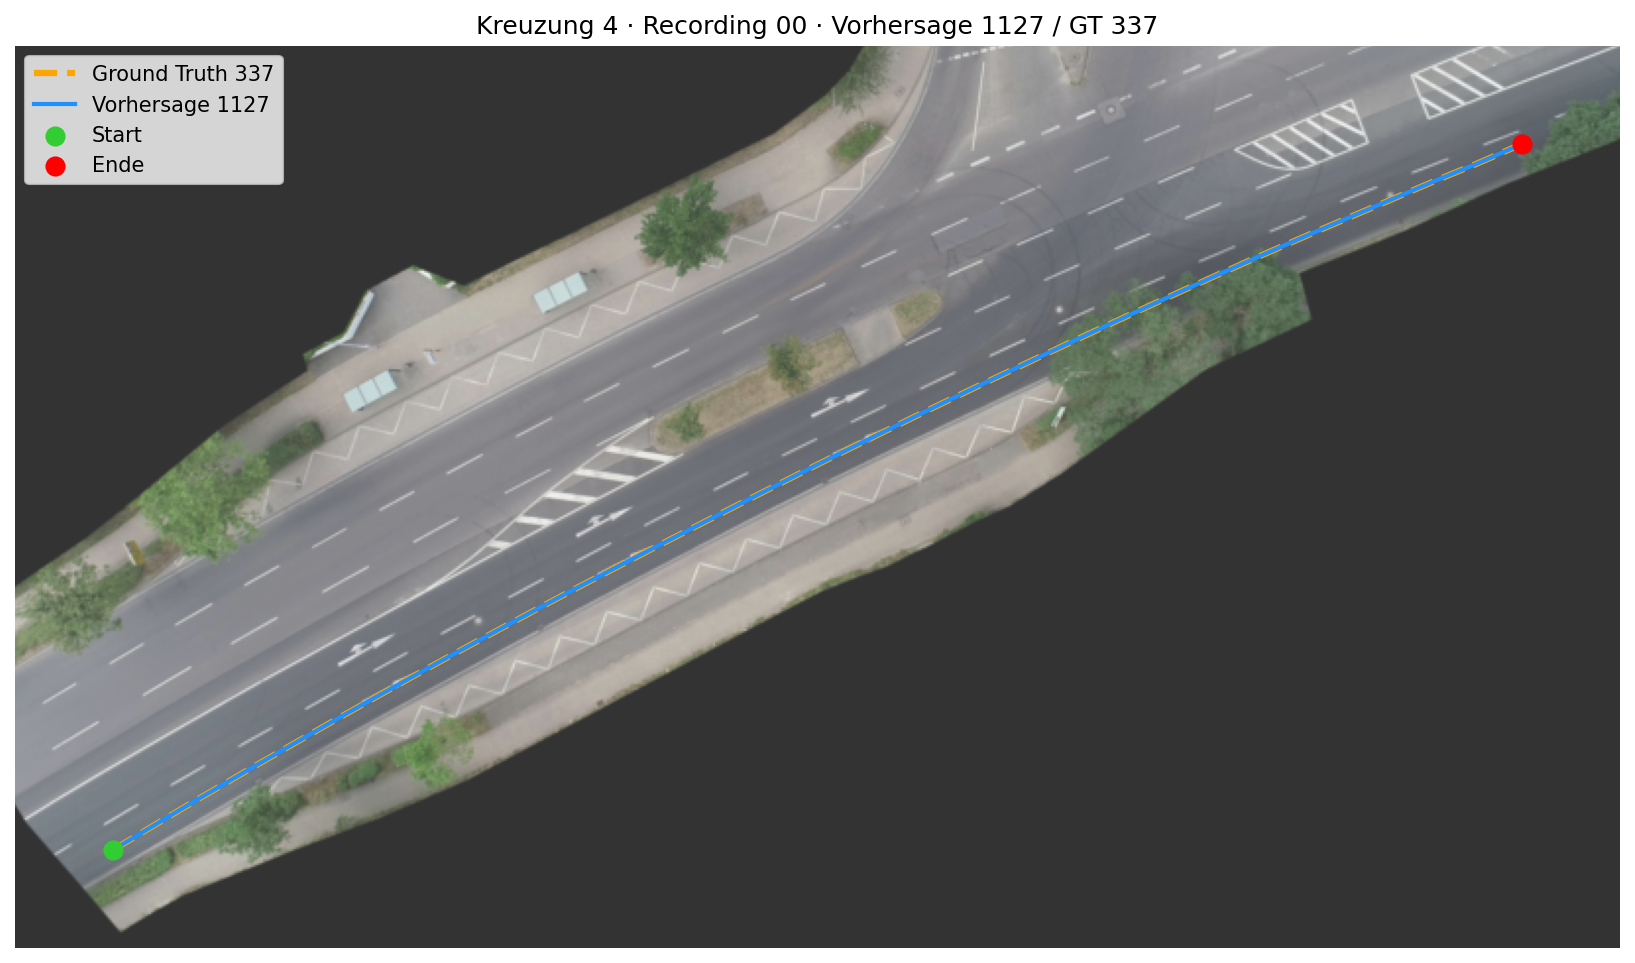 Kreuzung 4 · Recording 00 · Vorhersage 1127 / GT 337
Ground Truth 337
Vorhersage 1127
Start
Ende